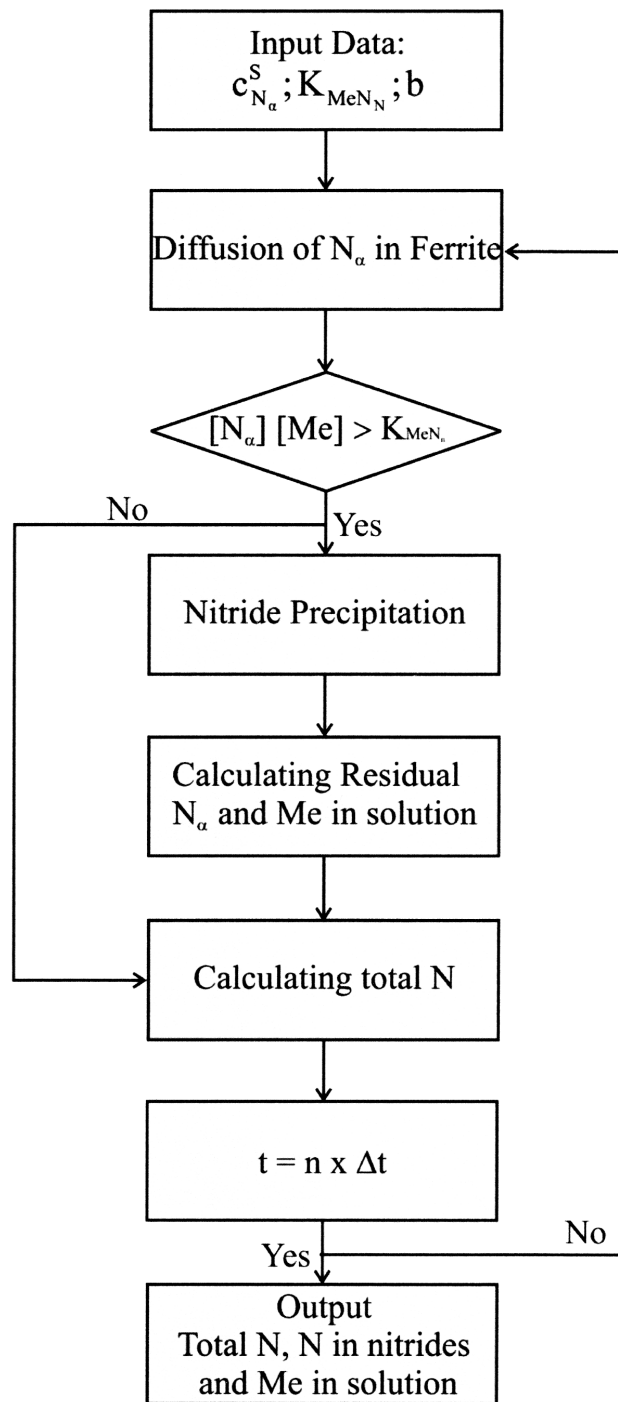 Input Data:
c^S_{N_α}; K_{MeN_N}; b
Diffusion of N_α in Ferrite
[N_α] [Me] > K_{MeN_n}
No
Yes
Nitride Precipitation
Calculating Residual
N_α and Me in solution
Calculating total N
t = n x Δt
No
Yes
Output
Total N, N in nitrides
and Me in solution